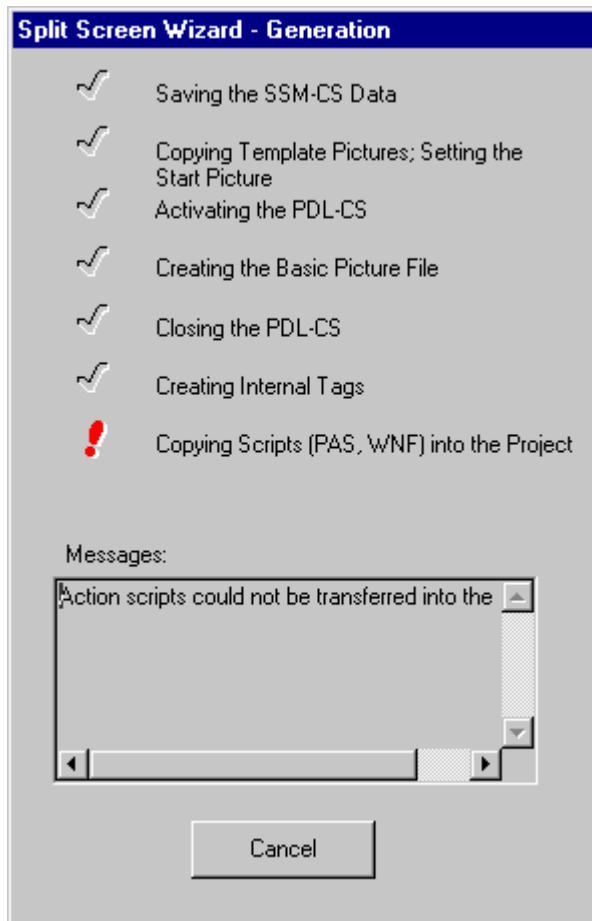 Split Screen Wizard - Generation
Saving the SSM-CS Data
Copying Template Pictures; Setting the
Start Picture
Activating the PDL-CS
Creating the Basic Picture File
Closing the PDL-CS
Creating Internal Tags
Copying Scripts (PAS, WNF) into the Project
Messages:
Action scripts could not be transferred into the
Cancel